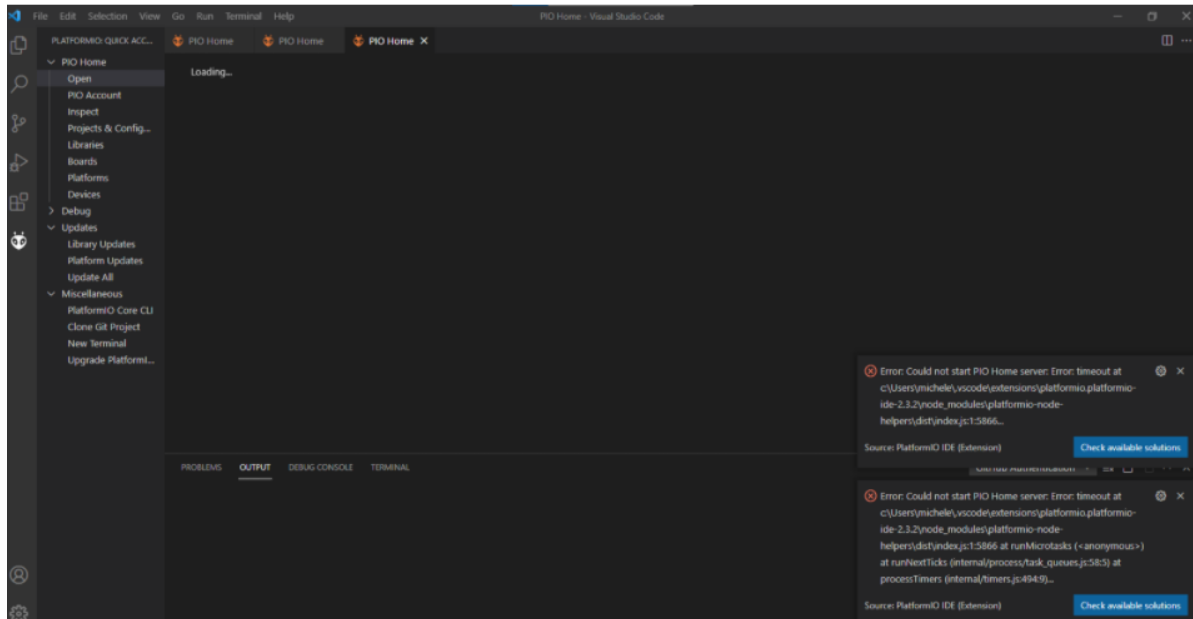 File Edit Selection View Go Run Terminal Help
PIO Home - Visual Studio Code
PLATFORMIO: QUICK ACC...
PIO Home
PIO Home
PIO Home
PIO Home
Open
PIO Account
Inspect
Projects & Config...
Libraries
Boards
Platforms
Devices
Debug
Updates
Library Updates
Platform Updates
Update All
Miscellaneous
PlatformIO Core CLI
Clone Git Project
New Terminal
Upgrade PlatformI...
Loading...
PROBLEMS OUTPUT DEBUG CONSOLE TERMINAL
Error: Could not start PIO Home server: Error: timeout at
c:\Users\michele\.vscode\extensions\platformio.platformio-
ide-2.3.2\node_modules\platformio-node-
helpers\dist\index.js:1:5866...
Source: PlatformIO IDE (Extension)
Check available solutions
GitHub Authentication
Error: Could not start PIO Home server: Error: timeout at
c:\Users\michele\.vscode\extensions\platformio.platformio-
ide-2.3.2\node_modules\platformio-node-
helpers\dist\index.js:1:5866 at runMicrotasks (<anonymous>)
at runNextTicks (internal/process/task_queues.js:58:5) at
processTimers (internal/timers.js:494:9)...
Source: PlatformIO IDE (Extension)
Check available solutions